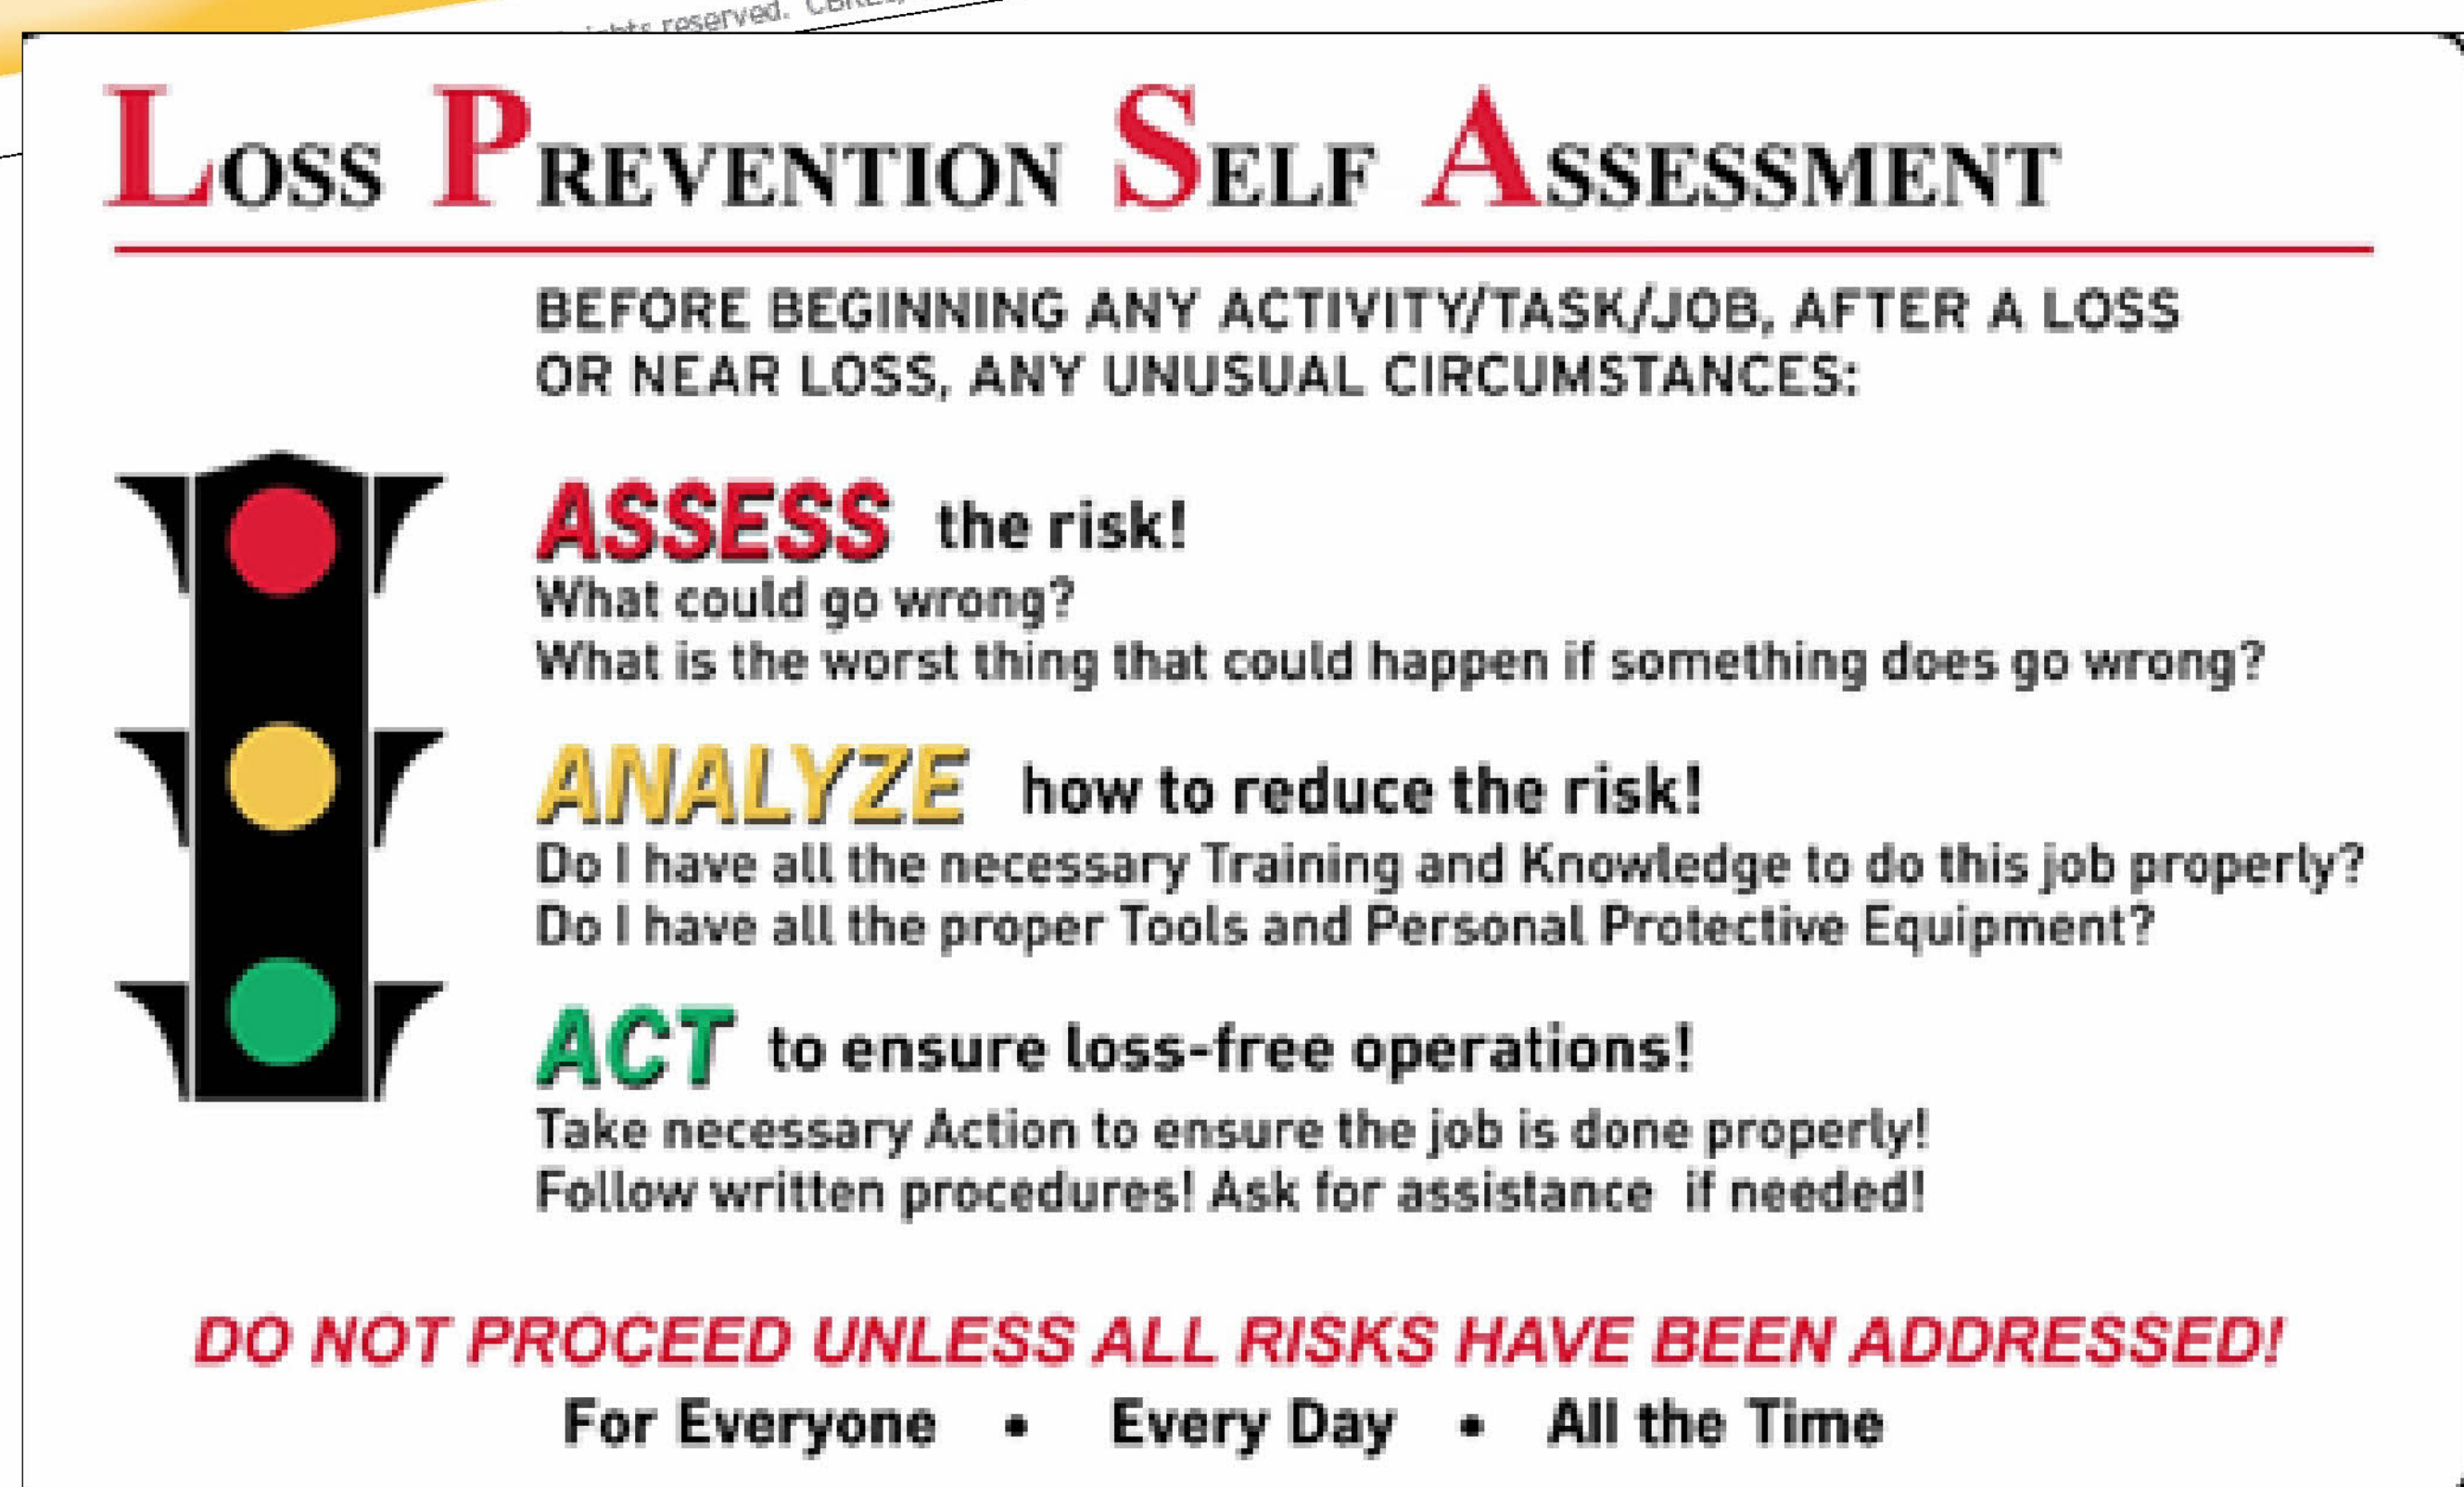 rights reserved.
LOSS PREVENTION SELF ASSESSMENT
BEFORE BEGINNING ANY ACTIVITY/TASK/JOB, AFTER A LOSS
OR NEAR LOSS, ANY UNUSUAL CIRCUMSTANCES:
ASSESS the risk!
What could go wrong?
What is the worst thing that could happen if something does go wrong?
ANALYZE how to reduce the risk!
Do I have all the necessary Training and Knowledge to do this job properly?
Do I have all the proper Tools and Personal Protective Equipment?
ACT to ensure loss-free operations!
Take necessary Action to ensure the job is done properly!
Follow written procedures! Ask for assistance if needed!
DO NOT PROCEED UNLESS ALL RISKS HAVE BEEN ADDRESSED!
For Everyone • Every Day • All the Time